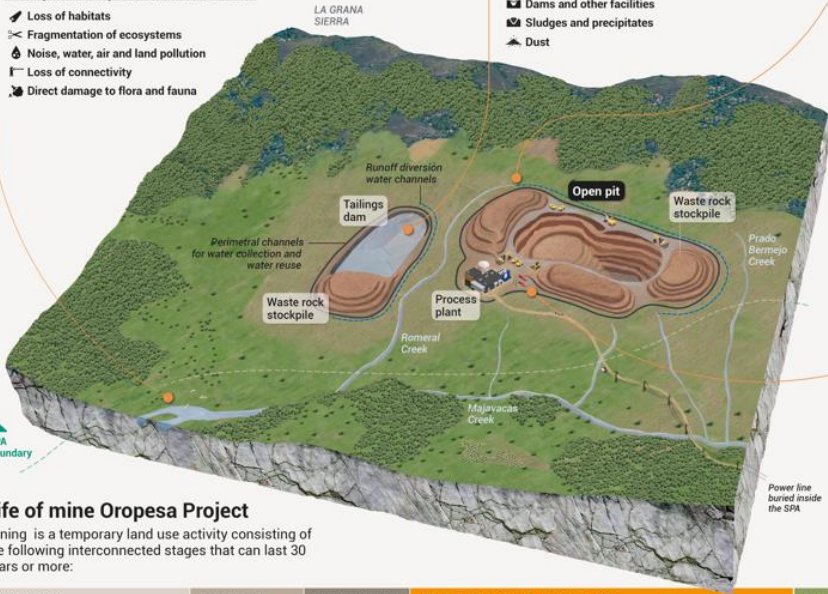 LA GRANA
SIERRA
Loss of habitats
Fragmentation of ecosystems
Noise, water, air and land pollution
Loss of connectivity
Direct damage to flora and fauna
Dams and other facilities
Sludges and precipitates
Dust
Runoff diversion
water channels
Tailings
dam
Perimetral channels
for water collection and
water reuse
Waste rock
stockpile
Open pit
Waste rock
stockpile
Prado
Bermejo
Creek
Process
plant
Romeral
Creek
Majavacas
Creek
Power line
buried inside
the SPA
PA
undary
ife of mine Oropesa Project
ning is a temporary land use activity consisting of
e following interconnected stages that can last 30
ars or more: